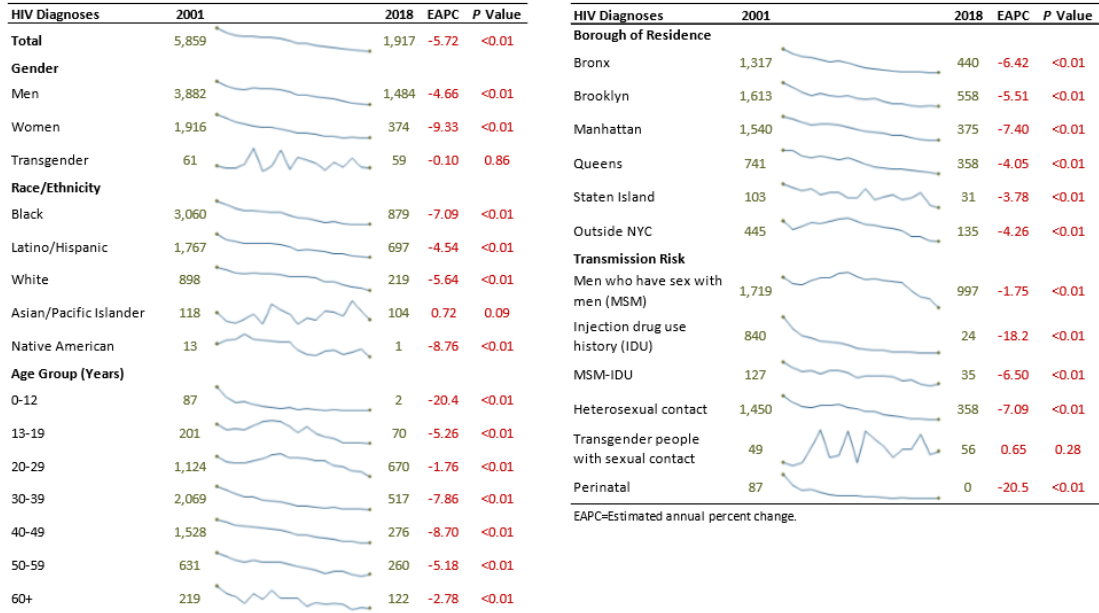 HIV Diagnoses 2001 2018 EAPC P Value
Total 5,859 1,917 -5.72 <0.01
Gender
Men 3,882 1,484 -4.66 <0.01
Women 1,916 374 -9.33 <0.01
Transgender 61 59 -0.10 0.86
Race/Ethnicity
Black 3,060 879 -7.09 <0.01
Latino/Hispanic 1,767 697 -4.54 <0.01
White 898 219 -5.64 <0.01
Asian/Pacific Islander 118 104 0.72 0.09
Native American 13 1 -8.76 <0.01
Age Group (Years)
0-12 87 2 -20.4 <0.01
13-19 201 70 -5.26 <0.01
20-29 1,124 670 -1.76 <0.01
30-39 2,069 517 -7.86 <0.01
40-49 1,528 276 -8.70 <0.01
50-59 631 260 -5.18 <0.01
60+ 219 122 -2.78 <0.01
HIV Diagnoses 2001 2018 EAPC P Value
Borough of Residence
Bronx 1,317 440 -6.42 <0.01
Brooklyn 1,613 558 -5.51 <0.01
Manhattan 1,540 375 -7.40 <0.01
Queens 741 358 -4.05 <0.01
Staten Island 103 31 -3.78 <0.01
Outside NYC 445 135 -4.26 <0.01
Transmission Risk
Men who have sex with
men (MSM) 1,719 997 -1.75 <0.01
Injection drug use
history (IDU) 840 24 -18.2 <0.01
MSM-IDU 127 35 -6.50 <0.01
Heterosexual contact 1,450 358 -7.09 <0.01
Transgender people
with sexual contact 49 56 0.65 0.28
Perinatal 87 0 -20.5 <0.01
EAPC=Estimated annual percent change.